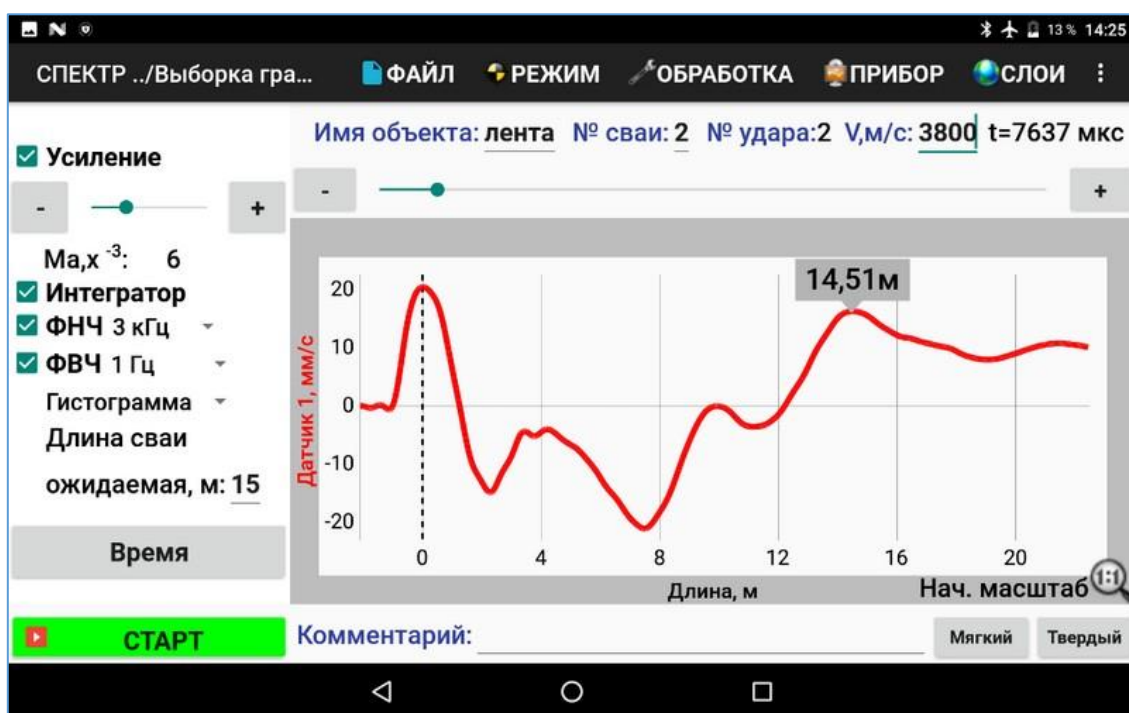 13 % 14:25
СПЕКТР ../Выборка гра... ФАЙЛ РЕЖИМ ОБРАБОТКА ПРИБОР СЛОИ
Имя объекта: лента № сваи: 2 № удара:2 V,м/с: 3800 t=7637 мкс
Усиление
- +
- +
Ма,х ⁻³: 6
Интегратор
ФНЧ 3 кГц
ФВЧ 1 Гц
Гистограмма
Длина сваи
ожидаемая, м: 15
Время
СТАРТ
14,51м
Датчик 1, мм/с
20
10
0
-10
-20
0 4 8 12 16 20
Длина, м
Нач. масштаб 1:1
Комментарий:
Мягкий Твердый